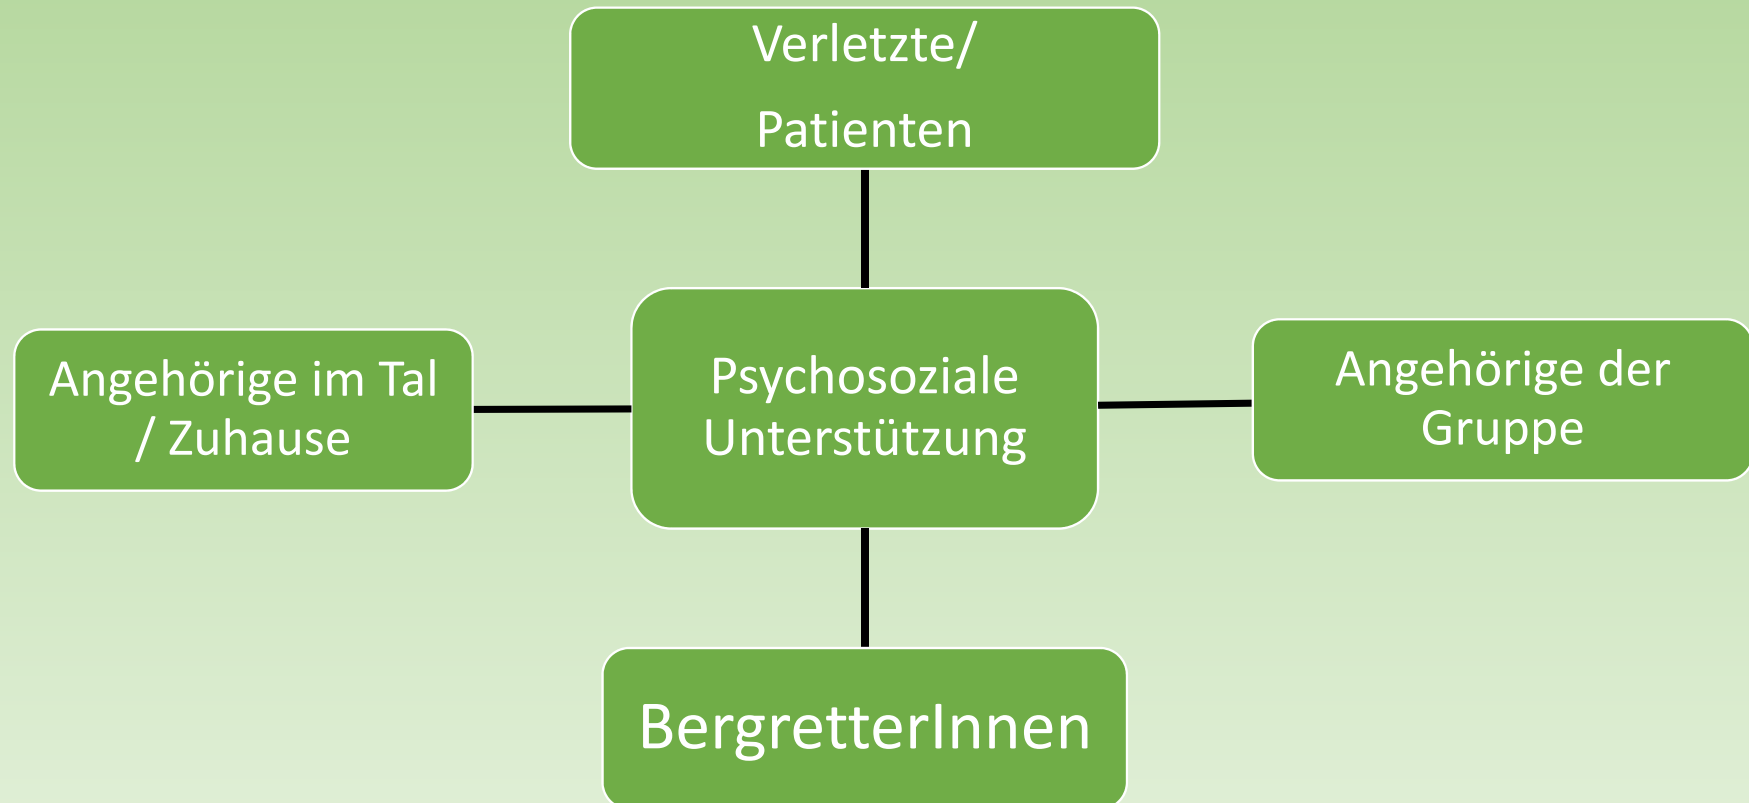 Verletzte/
Patienten
Angehörige im Tal
/ Zuhause
Psychosoziale
Unterstützung
Angehörige der
Gruppe
BergretterInnen